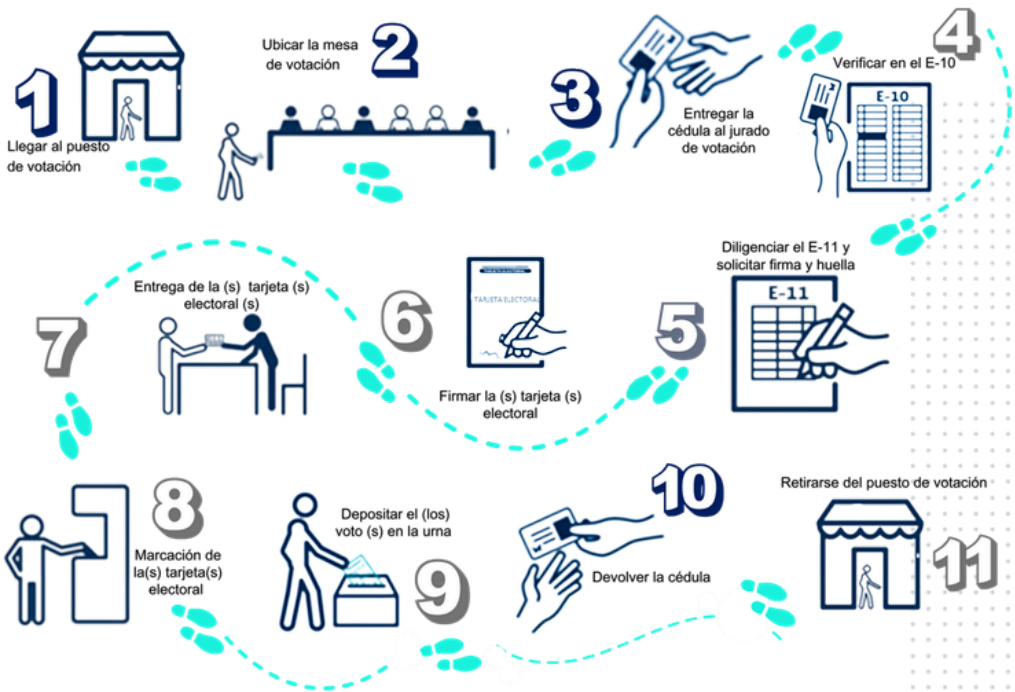 1
Llegar al puesto
de votación
Ubicar la mesa
de votación
2
3
Entregar la
cédula al jurado
de votación
4
Verificar en el E-10
E-10
Diligenciar el E-11 y
solicitar firma y huella
E-11
5
6
TARJETA ELECTORAL
Firmar la (s) tarjeta (s)
electoral
7
Entrega de la (s) tarjeta (s)
electoral (s)
8
Marcación de
la(s) tarjeta(s)
electoral
Depositar el (los)
voto (s) en la urna
9
10
Devolver la cédula
Retirarse del puesto de votación
11